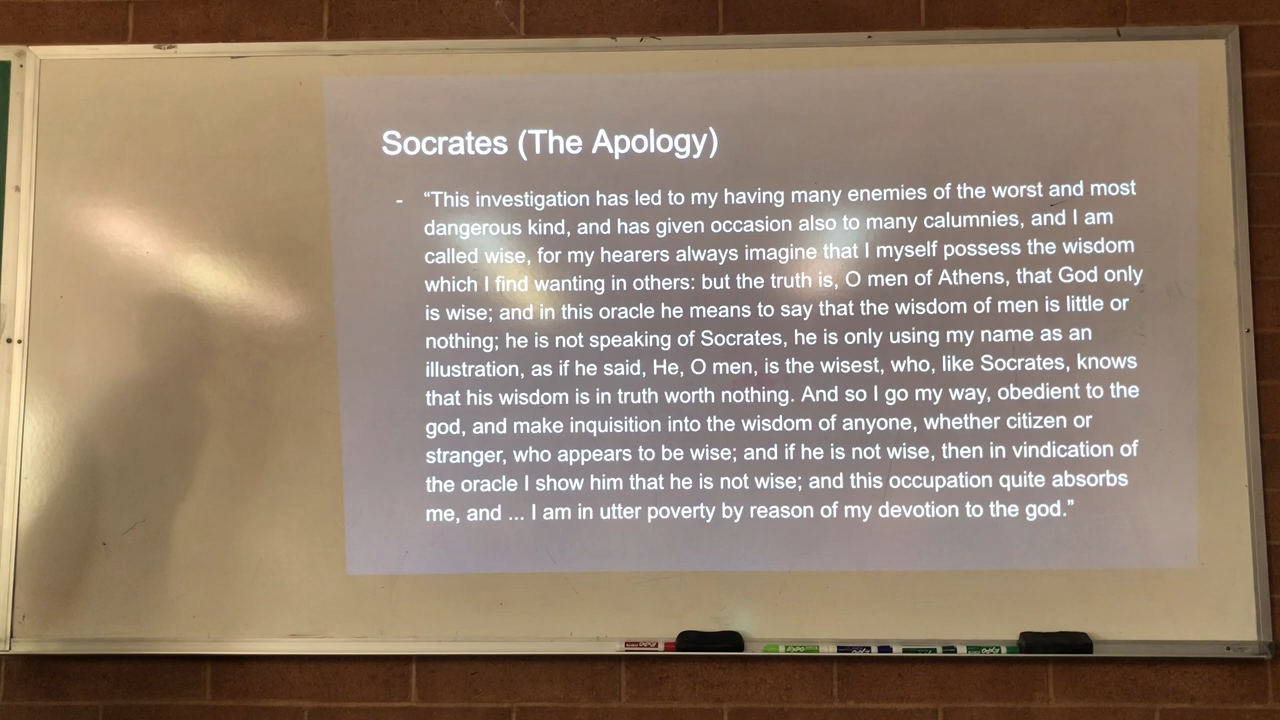 Socrates (The Apology)
- “This investigation has led to my having many enemies of the worst and most
dangerous kind, and has given occasion also to many calumnies, and I am
called wise, for my hearers always imagine that I myself possess the wisdom
which I find wanting in others: but the truth is, O men of Athens, that God only
is wise; and in this oracle he means to say that the wisdom of men is little or
nothing; he is not speaking of Socrates, he is only using my name as an
illustration, as if he said, He, O men, is the wisest, who, like Socrates, knows
that his wisdom is in truth worth nothing. And so I go my way, obedient to the
god, and make inquisition into the wisdom of anyone, whether citizen or
stranger, who appears to be wise; and if he is not wise, then in vindication of
the oracle I show him that he is not wise; and this occupation quite absorbs
me, and ... I am in utter poverty by reason of my devotion to the god.”
EXPO
EXPO
EXPO
EXPO